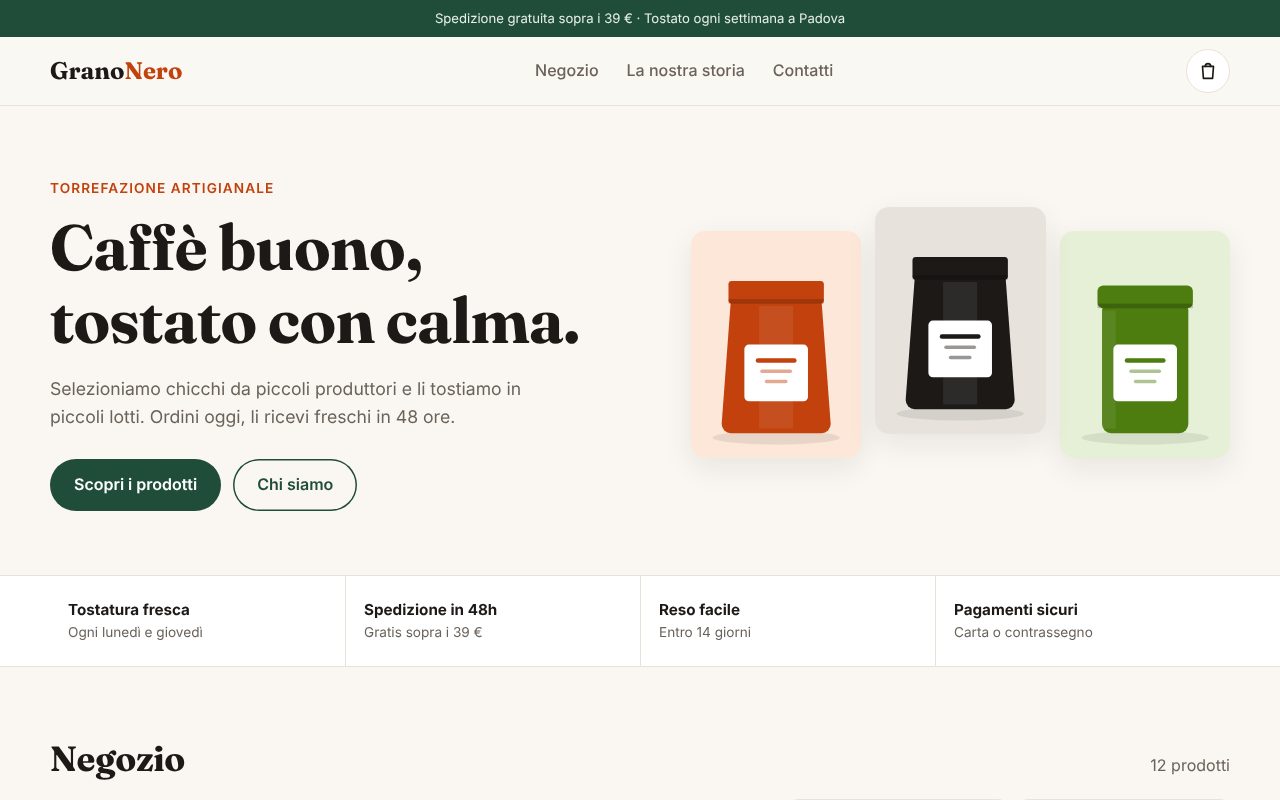 Spedizione gratuita sopra i 39 € · Tostato ogni settimana a Padova
GranoNero
Negozio
La nostra storia
Contatti
TORREFAZIONE ARTIGIANALE
Caffè buono,
tostato con calma.
Selezioniamo chicchi da piccoli produttori e li tostiamo in
piccoli lotti. Ordini oggi, li ricevi freschi in 48 ore.
Scopri i prodotti
Chi siamo
Tostatura fresca
Ogni lunedì e giovedì
Spedizione in 48h
Gratis sopra i 39 €
Reso facile
Entro 14 giorni
Pagamenti sicuri
Carta o contrassegno
Negozio
12 prodotti